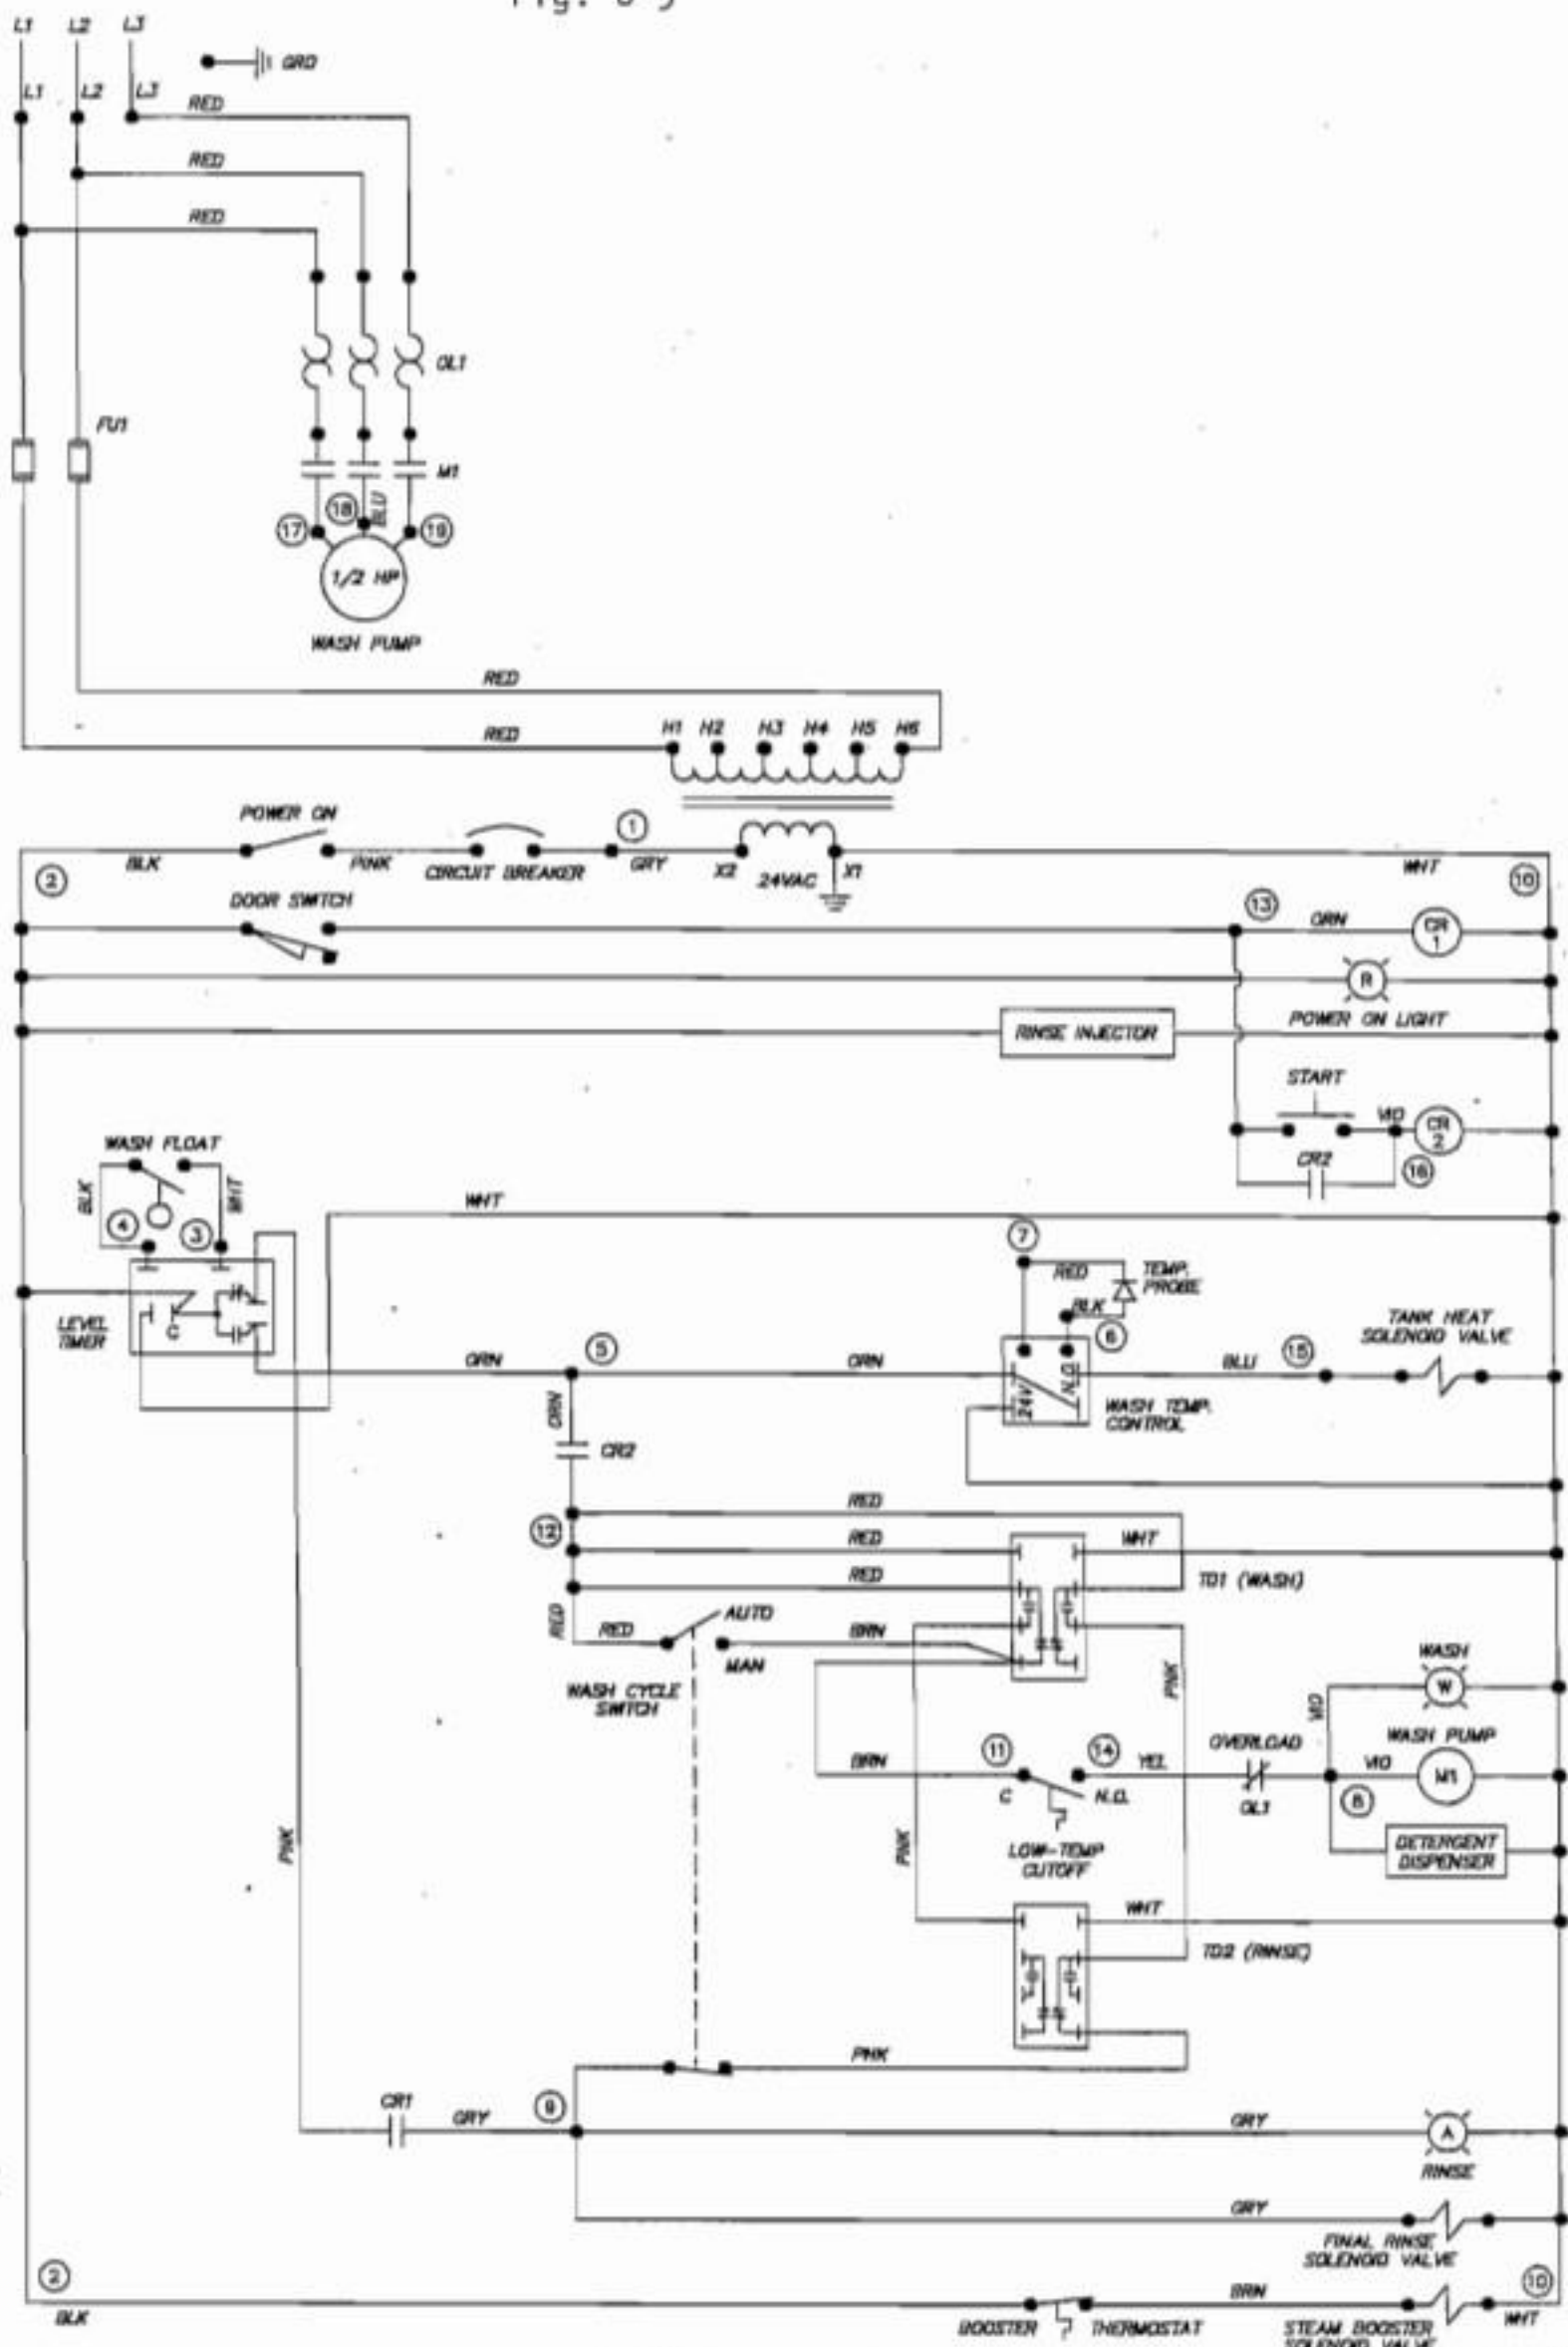 L1 L2 L3
GRD
L1 L2 L3
RED
RED
RED
OL1
FU1
M1
17 18 BLU 19
1/2 HP
WASH PUMP
RED
RED
H1 H2 H3 H4 H5 H6
POWER ON
1
BLK PINK CIRCUIT BREAKER GRY X2 24VAC X1 WHT
2
10
DOOR SWITCH
13
ORN
CR 1
R
RINSE INJECTOR
POWER ON LIGHT
START
VIO
CR 2
CR2
16
WASH FLOAT
BLK
WHT
4
3
WHT
7
RED
TEMP. PROBE
BLK
6
LEVEL TIMER
C
ORN
5
ORN
24V
N.O.
BLU
15
TANK HEAT SOLENOID VALVE
WASH TEMP. CONTROL
ORN
CR2
RED
12
RED
WHT
RED
TD1 (WASH)
RED
RED
AUTO
MAN
BRN
WASH CYCLE SWITCH
PNK
WASH
W
VIO
BRN
11
14
YEL
OVERLOAD
OL1
VIO
WASH PUMP
M1
8
C
N.O.
LOW-TEMP CUTOFF
PNK
PNK
DETERGENT DISPENSER
WHT
TD2 (RINSE)
PNK
CR1
GRY
9
GRY
A
RINSE
GRY
FINAL RINSE
SOLENOID VALVE
2
BLK
BOOSTER THERMOSTAT
BRN
10
WHT
STEAM BOOSTER
SOLENOID VALVE